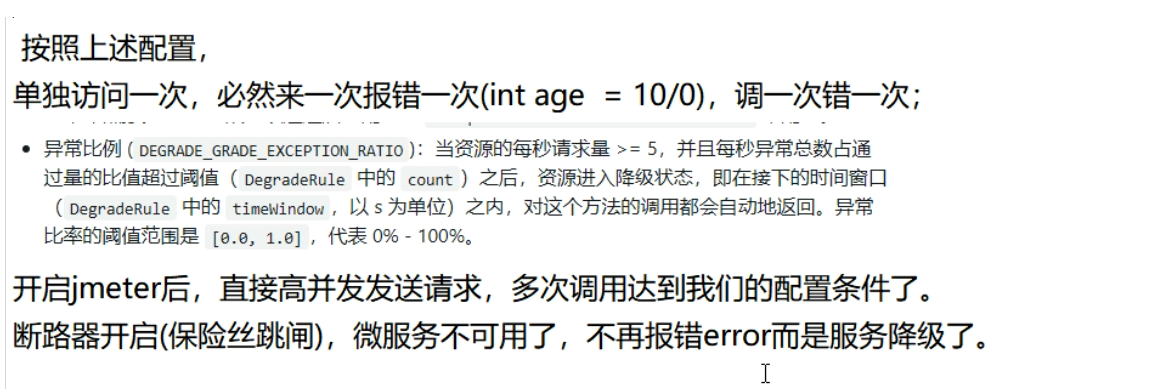 按照上述配置，
单独访问一次，必然来一次报错一次(int age  = 10/0)，调一次错一次；
• 异常比例 ( DEGRADE_GRADE_EXCEPTION_RATIO )：当资源的每秒请求量 >= 5，并且每秒异常总数占通
过量的比值超过阈值（ DegradeRule 中的 count ）之后，资源进入降级状态，即在接下的时间窗口
（ DegradeRule 中的 timeWindow ，以 s 为单位）之内，对这个方法的调用都会自动地返回。异常
比率的阈值范围是 [0.0, 1.0] ，代表 0% - 100%。
开启jmeter后，直接高并发发送请求，多次调用达到我们的配置条件了。
断路器开启(保险丝跳闸)，微服务不可用了，不再报错error而是服务降级了。